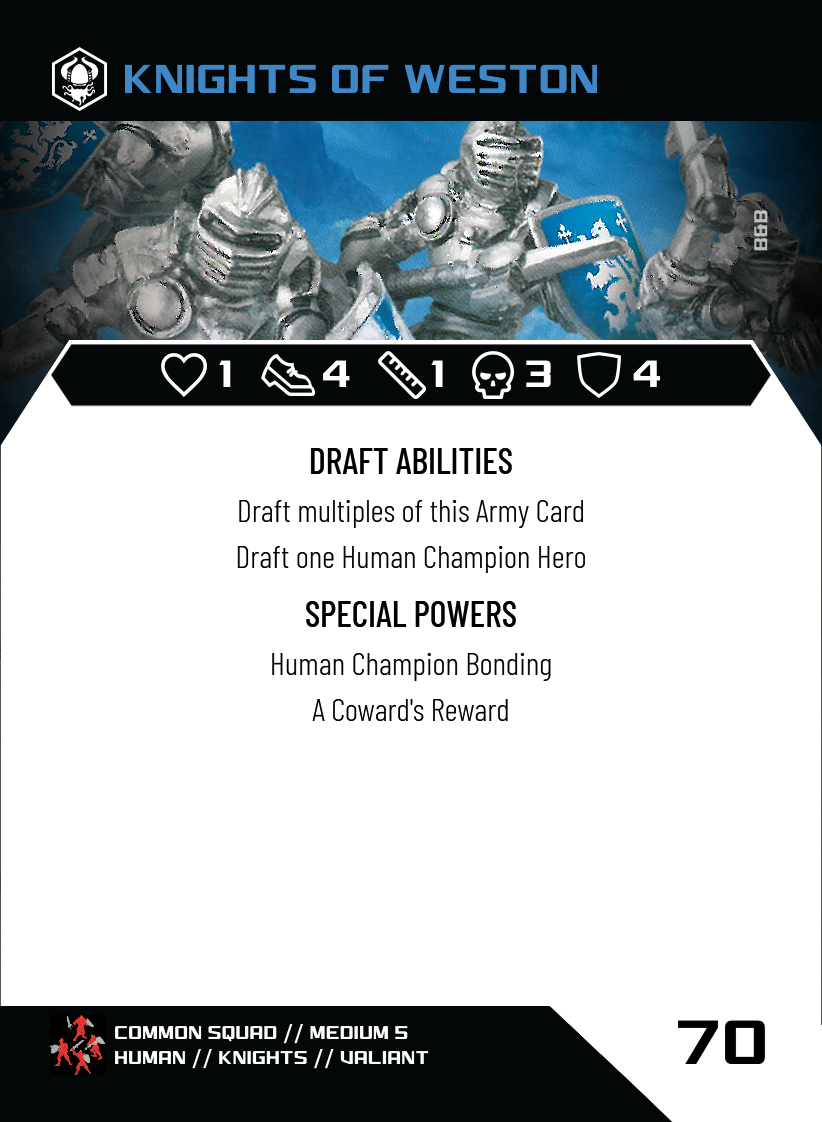 KNIGHTS OF WESTON
B&B
1 4 1 3 4
DRAFT ABILITIES
Draft multiples of this Army Card
Draft one Human Champion Hero
SPECIAL POWERS
Human Champion Bonding
A Coward's Reward
COMMON SQUAD // MEDIUM 5
HUMAN // KNIGHTS // VALIANT
70